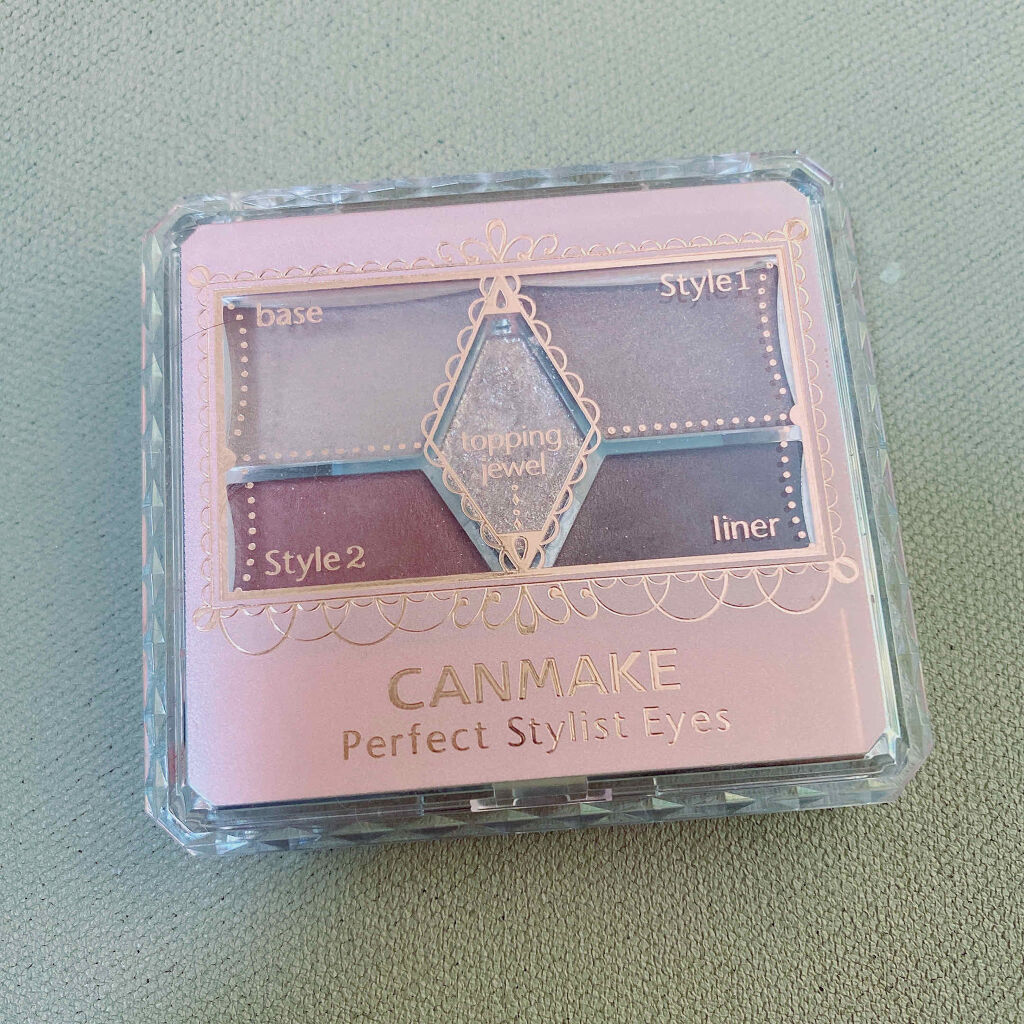 base
Style1
topping
jewel
Style2
liner
CANMAKE
Perfect Stylist Eyes